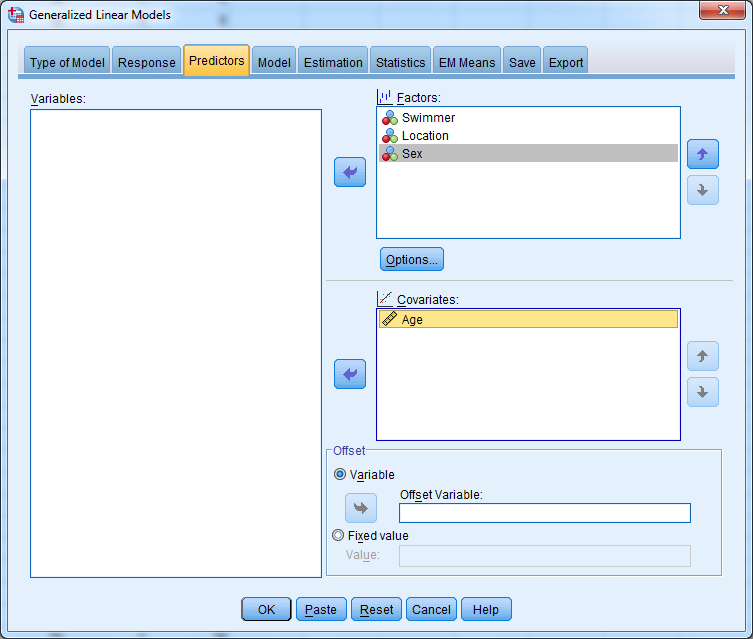 Generalized Linear Models
Type of Model Response Predictors Model Estimation Statistics EM Means Save Export
Variables:
Factors:
Swimmer
Location
Sex
Options...
Covariates:
Age
Offset
Variable
Offset Variable:
Fixed value
Value:
OK Paste Reset Cancel Help